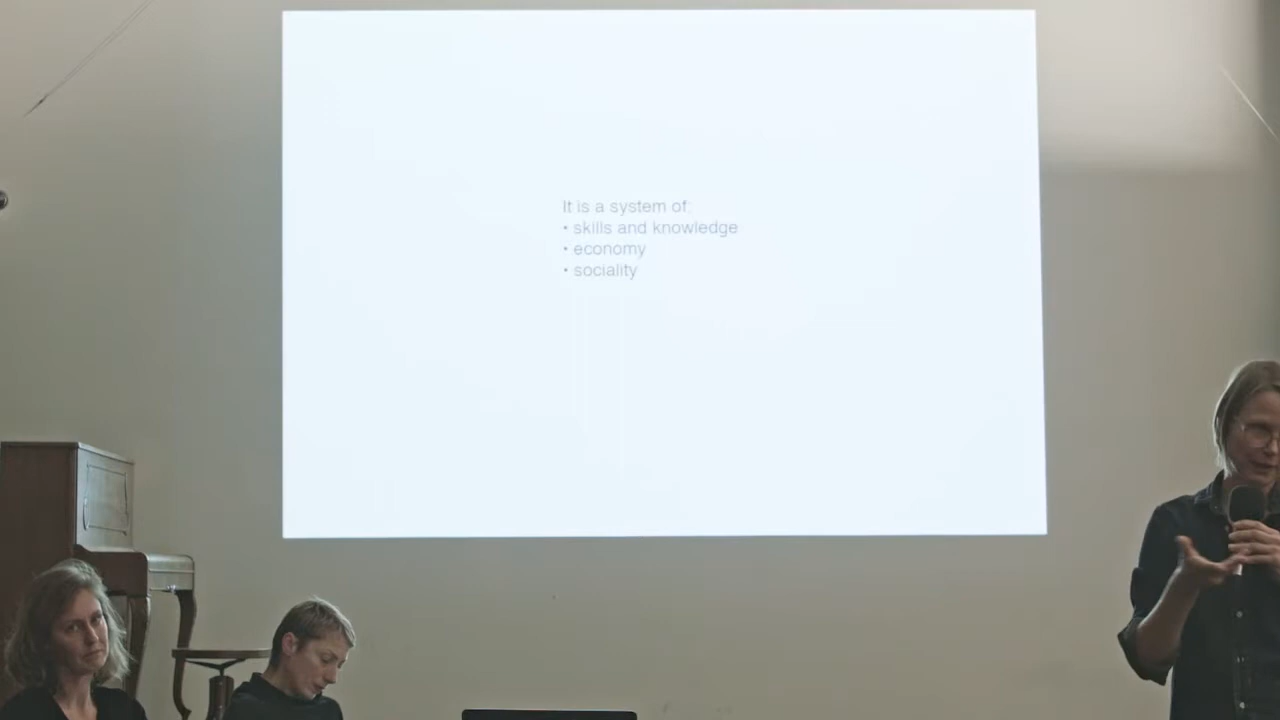 It is a system of:
• skills and knowledge
• economy
• sociality